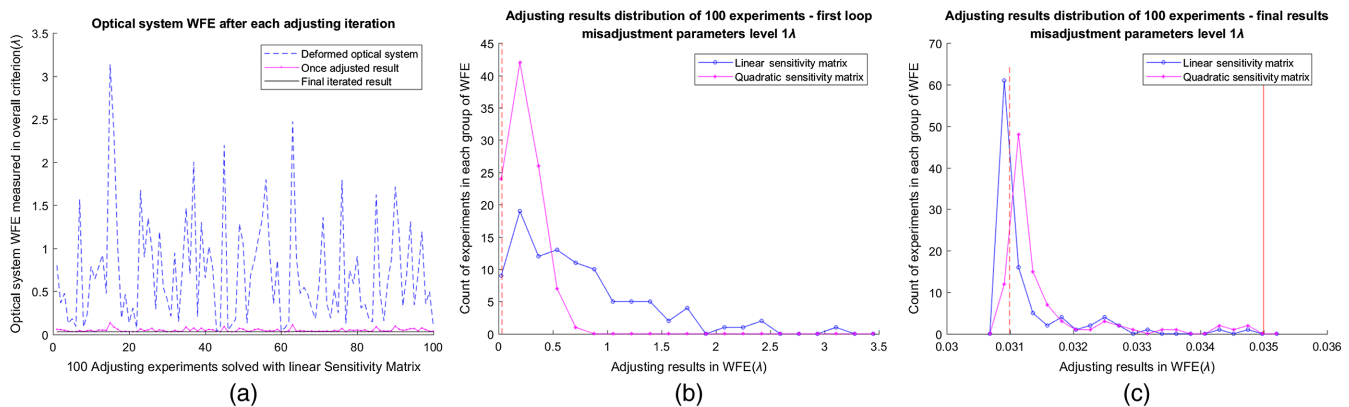 Optical system WFE after each adjusting iteration
Optical system WFE measured in overall criterion(λ)
3.5
3
2.5
2
1.5
1
0.5
0
Deformed optical system
Once adjusted result
Final iterated result
0
20
40
60
80
100
100 Adjusting experiments solved with linear Sensitivity Matrix
(a)
Adjusting results distribution of 100 experiments - first loop
misadjustment parameters level 1λ
Count of experiments in each group of WFE
45
40
35
30
25
20
15
10
5
0
Linear sensitivity matrix
Quadratic sensitivity matrix
0
0.5
1
1.5
2
2.5
3
3.5
Adjusting results in WFE(λ)
(b)
Adjusting results distribution of 100 experiments - final results
misadjustment parameters level 1λ
Count of experiments in each group of WFE
70
60
50
40
30
20
10
0
Linear sensitivity matrix
Quadratic sensitivity matrix
0.03
0.031
0.032
0.033
0.034
0.035
0.036
Adjusting results in WFE(λ)
(c)